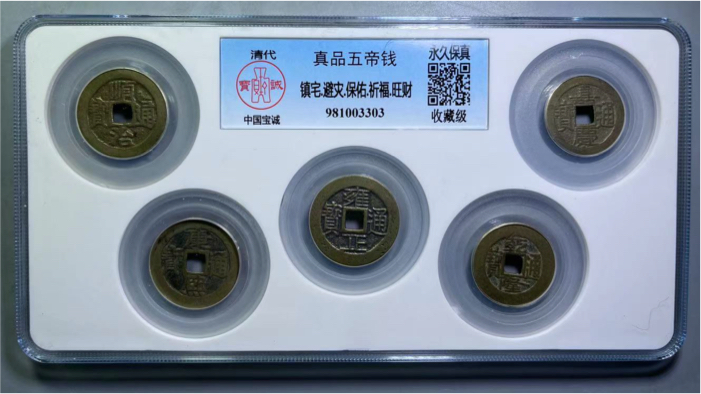 清代
寶誠
中国宝诚
真品五帝钱
镇宅.避灾.保佑.祈福.旺财
981003303
永久保真
收藏级
順治通寶
嘉慶通寶
康熙通寶
雍正通寶
乾隆通寶